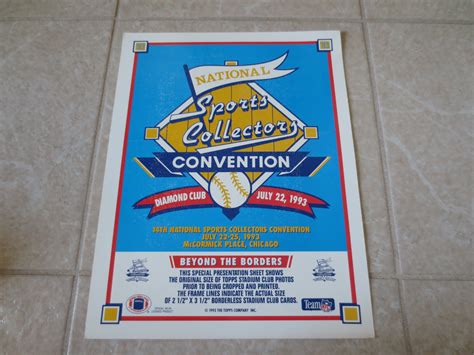 NATIONAL
Sports
Collectors
CONVENTION
DIAMOND CLUB
JULY 22, 1993
14TH NATIONAL SPORTS COLLECTORS CONVENTION
JULY 22-25, 1993
McCORMICK PLACE, CHICAGO
BEYOND THE BORDERS
THIS SPECIAL PRESENTATION SHEET SHOWS
THE ORIGINAL SIZE OF TOPPS STADIUM CLUB PHOTOS
PRIOR TO BEING CROPPED AND PRINTED.
THE FRAME LINES INDICATE THE ACTUAL SIZE
OF 2 1/2" X 3 1/2" BORDERLESS STADIUM CLUB CARDS.
Team NFL
© 1993 THE TOPPS COMPANY INC.